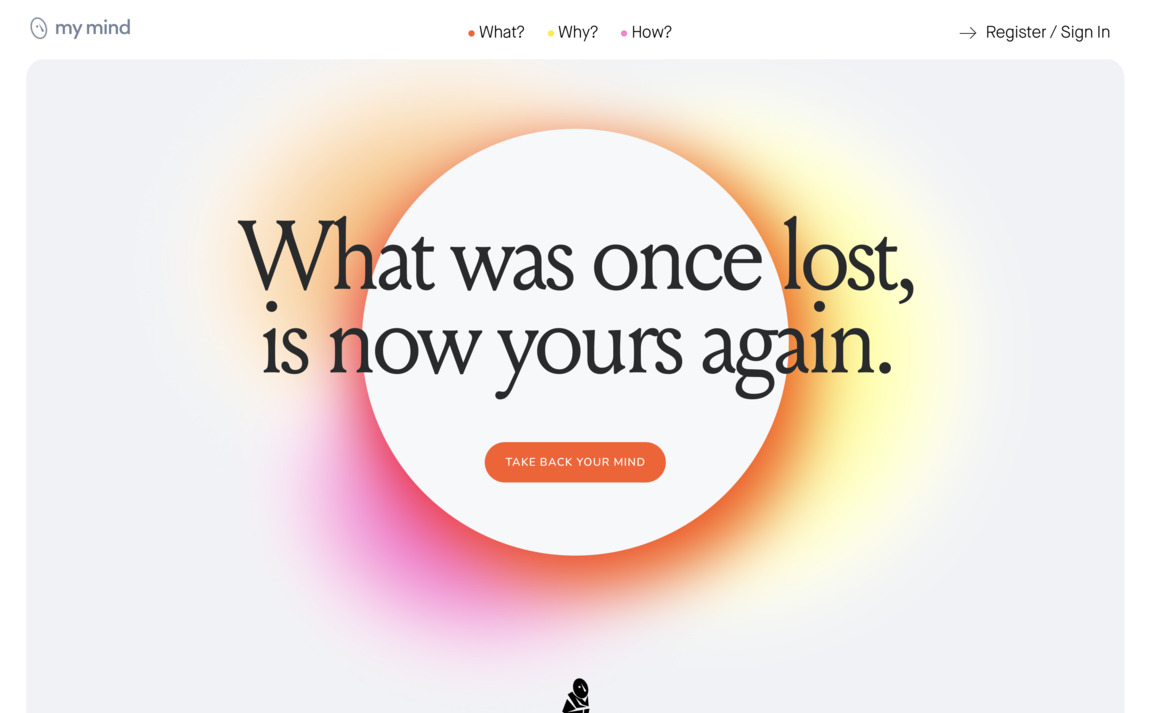 my mind
What?
Why?
How?
Register / Sign In
What was once lost,
is now yours again.
TAKE BACK YOUR MIND